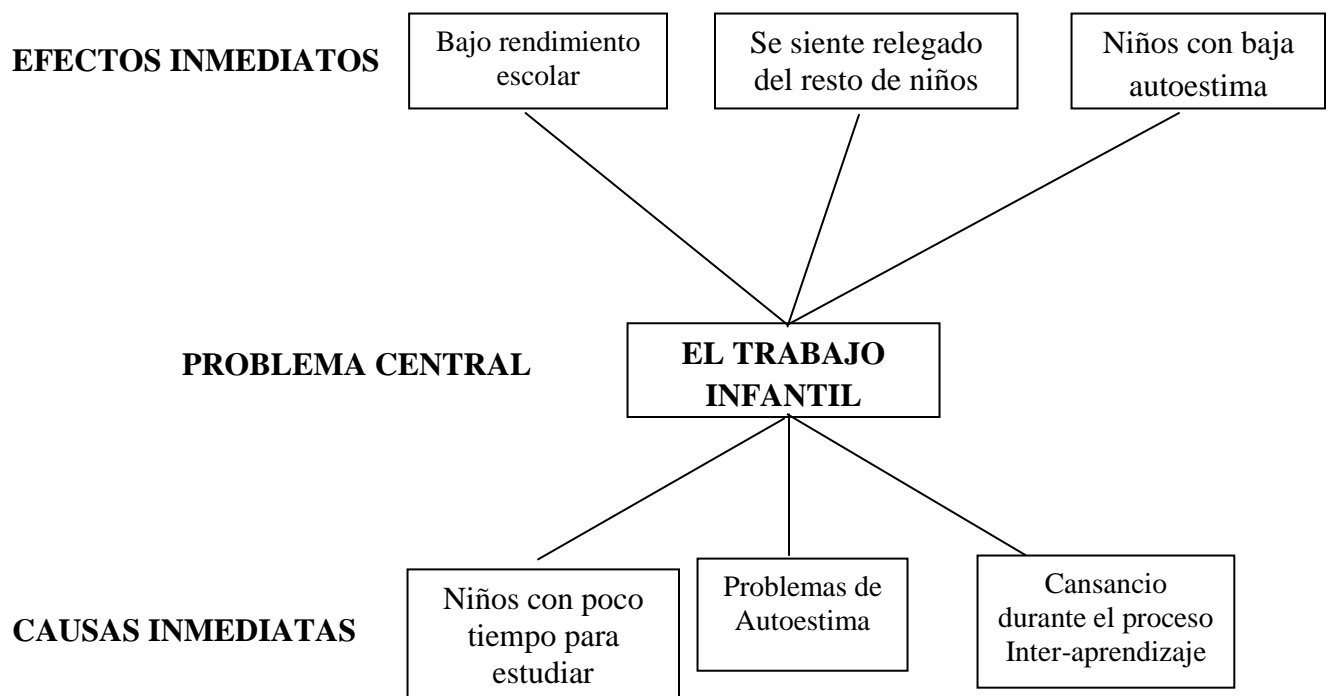 EFECTOS INMEDIATOS
Bajo rendimiento
escolar
Se siente relegado
del resto de niños
Niños con baja
autoestima
PROBLEMA CENTRAL
EL TRABAJO
INFANTIL
CAUSAS INMEDIATAS
Niños con poco
tiempo para
estudiar
Problemas de
Autoestima
Cansancio
durante el proceso
Inter-aprendizaje